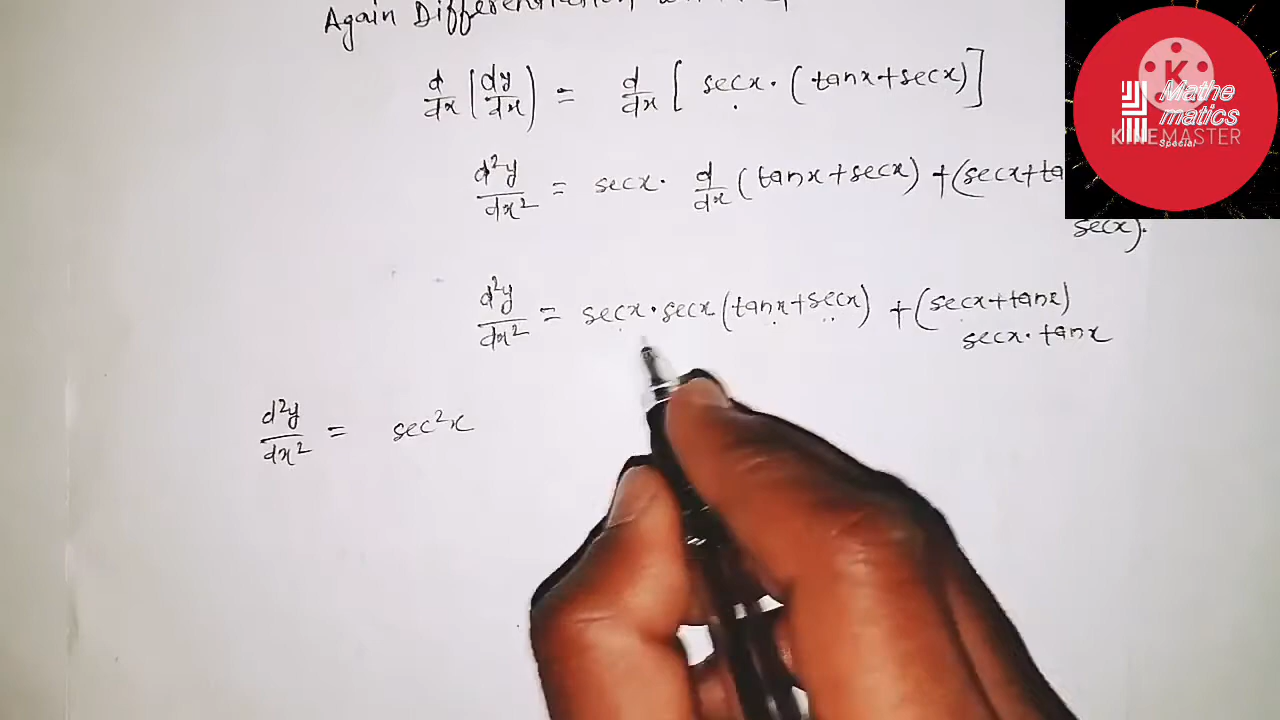 Again Differentiation
d/dx (dy/dx) = d/dx [ secx · (tanx+secx) ]
d²y/dx² = secx · d/dx (tanx+secx) + (secx+ta
secx).
d²y/dx² = secx · secx (tanx+secx) + (secx+tanx)
secx · tanx
d²y/dx² = sec²x
K
Mathe
matics
KINEMASTER
Special